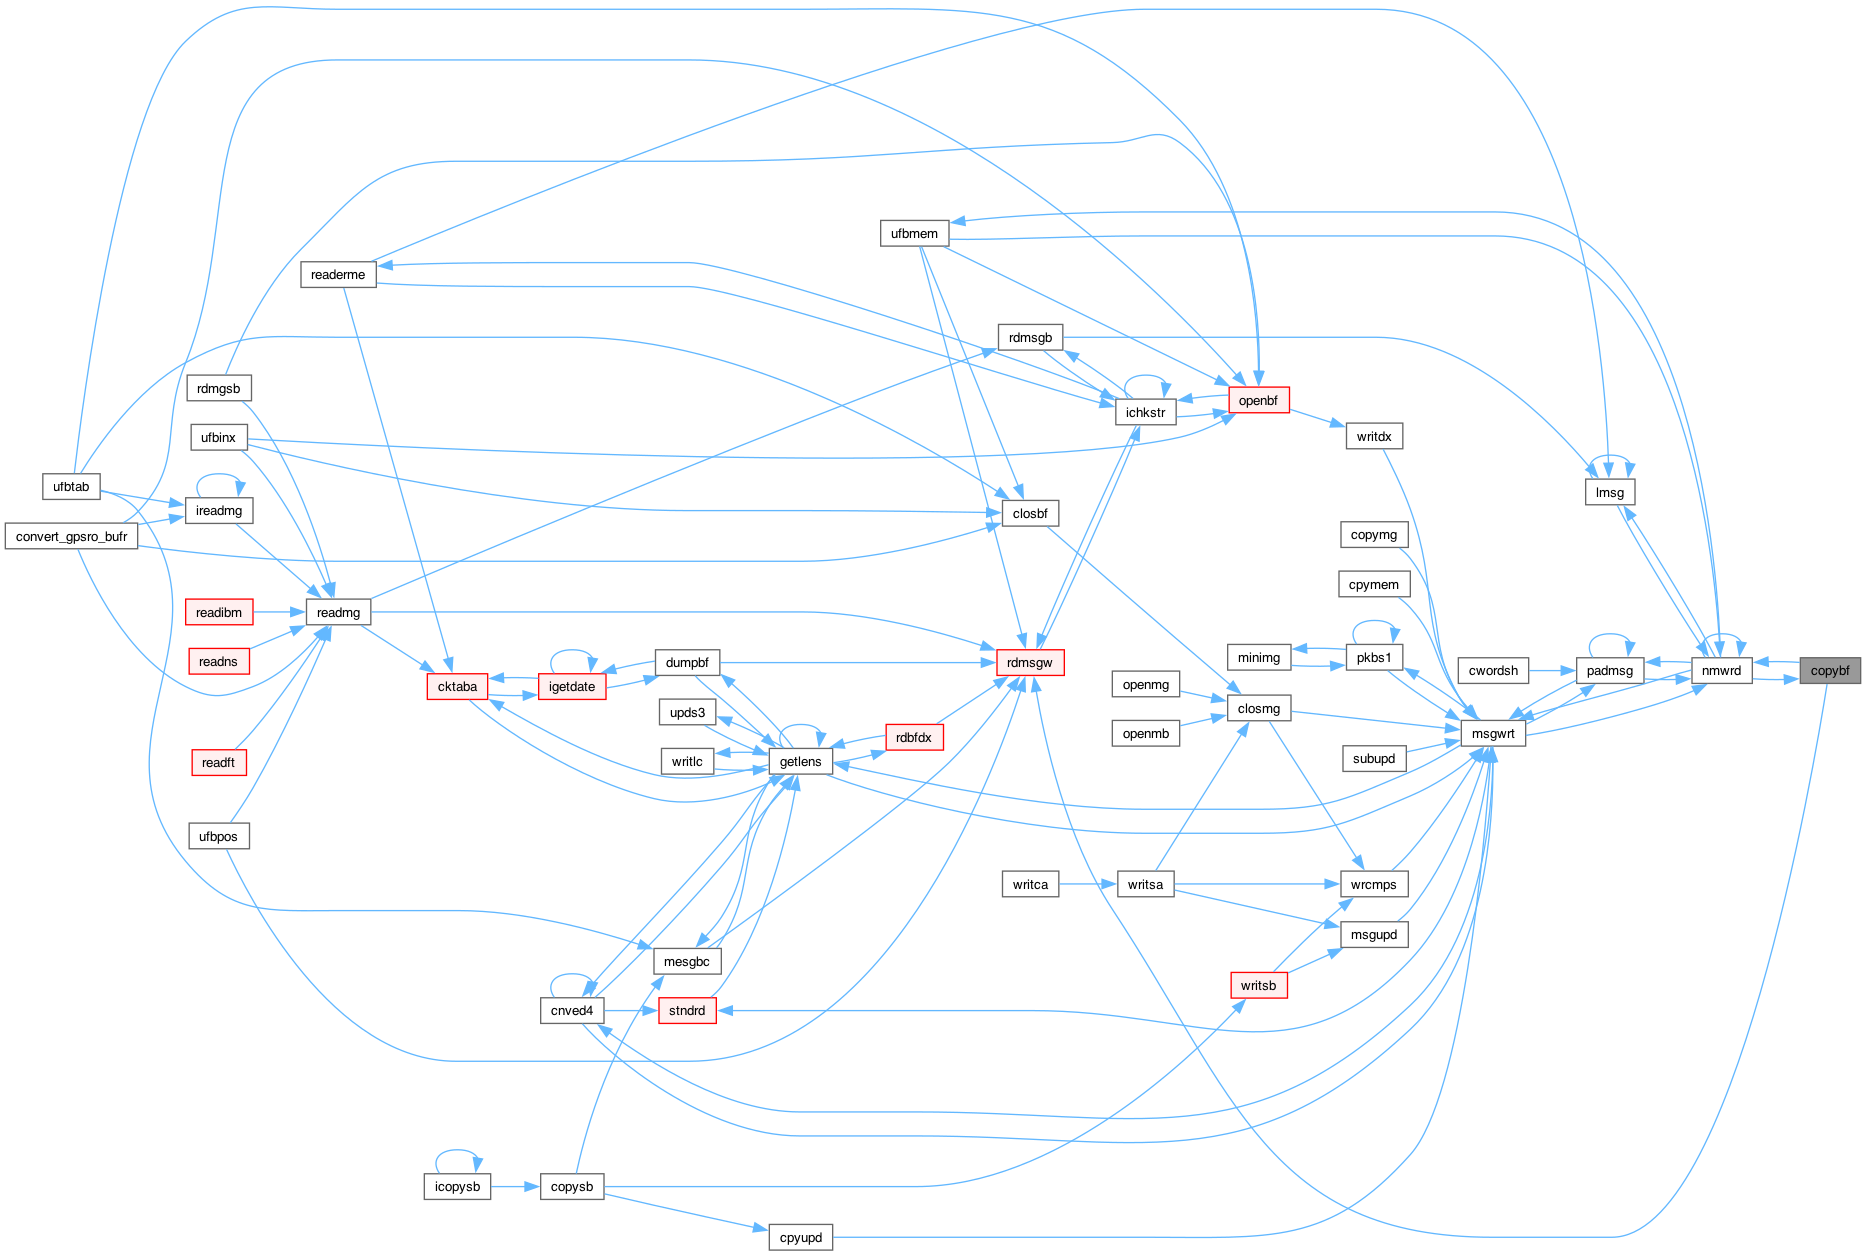 ufbmem
readerme
rdmsgb
rdmgsb
openbf
ichkstr
ufbinx
writdx
ufbtab
lmsg
ireadmg
closbf
convert_gpsro_bufr
copymg
cpymem
readibm
readmg
readns
minimg
pkbs1
dumpbf
rdmsgw
cwordsh
padmsg
nmwrd
copybf
cktaba
igetdate
openmg
closmg
upds3
rdbfdx
openmb
msgwrt
readft
writlc
getlens
subupd
ufbpos
writca
writsa
wrcmps
msgupd
mesgbc
writsb
cnved4
stndrd
icopysb
copysb
cpyupd